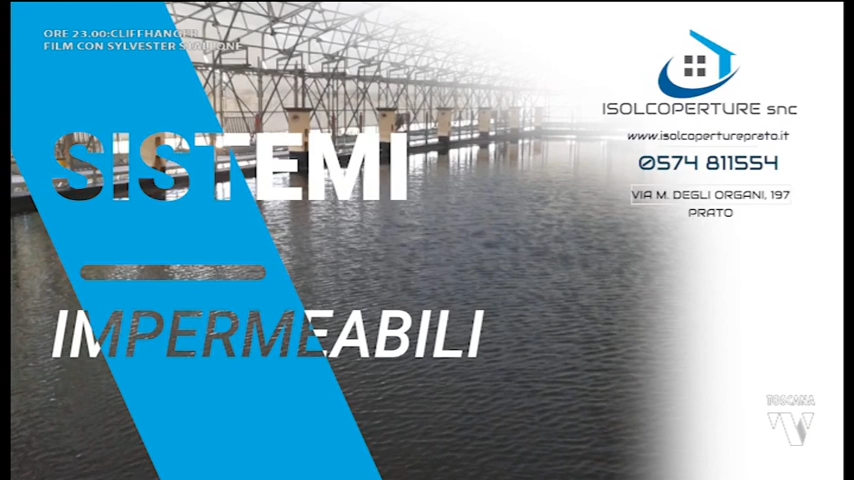 ORE 23.00:CLIFFHANGER
FILM CON SYLVESTER STALLONE
SISTEMI
IMPERMEABILI
ISOLCOPERTURE snc
www.isolcopertureprato.it
0574 811554
VIA M. DEGLI ORGANI, 197
PRATO
TOSCANA
TV